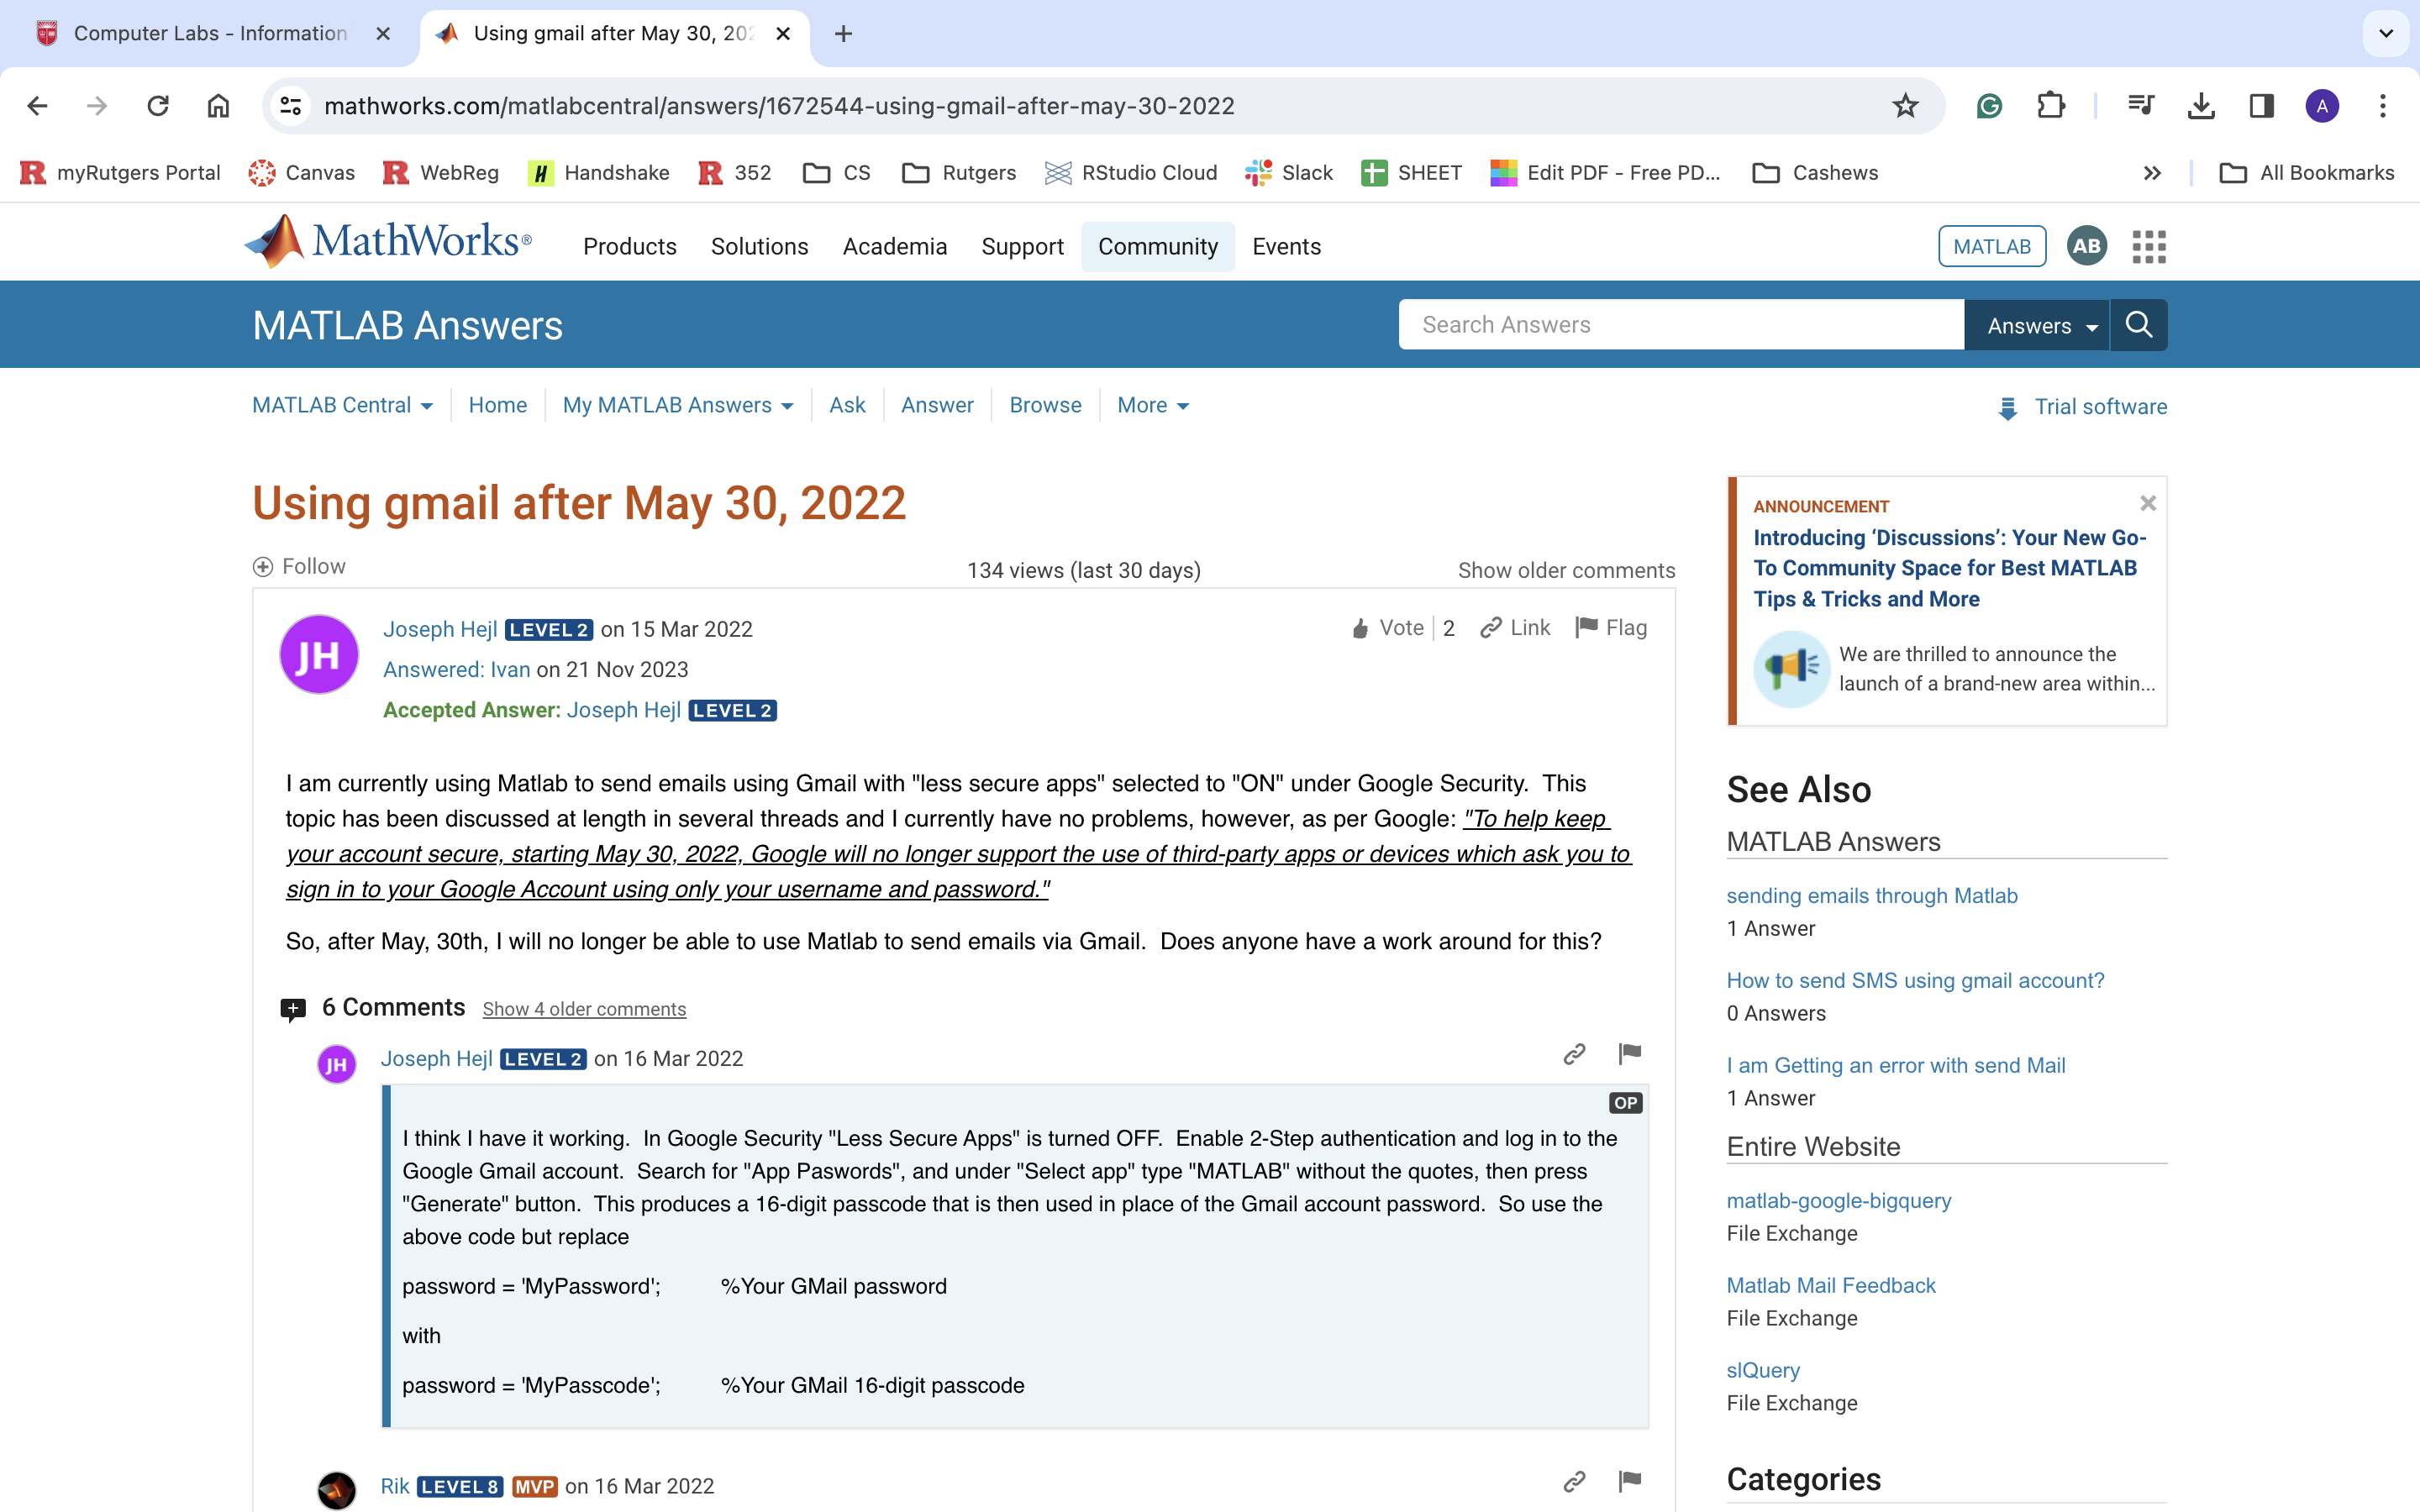 Computer Labs - Information
Using gmail after May 30, 202
mathworks.com/matlabcentral/answers/1672544-using-gmail-after-may-30-2022
A
myRutgers Portal
Canvas
WebReg
Handshake
352
CS
Rutgers
RStudio Cloud
Slack
SHEET
Edit PDF - Free PD...
Cashews
All Bookmarks
MathWorks®
Products
Solutions
Academia
Support
Community
Events
MATLAB
AB
MATLAB Answers
Search Answers
Answers
MATLAB Central
Home
My MATLAB Answers
Ask
Answer
Browse
More
Trial software
Using gmail after May 30, 2022
Follow
134 views (last 30 days)
Show older comments
JH
Joseph Hejl LEVEL 2 on 15 Mar 2022
Vote 2 Link Flag
Answered: Ivan on 21 Nov 2023
Accepted Answer: Joseph Hejl LEVEL 2
I am currently using Matlab to send emails using Gmail with "less secure apps" selected to "ON" under Google Security. This
topic has been discussed at length in several threads and I currently have no problems, however, as per Google: "To help keep
your account secure, starting May 30, 2022, Google will no longer support the use of third-party apps or devices which ask you to
sign in to your Google Account using only your username and password."
So, after May, 30th, I will no longer be able to use Matlab to send emails via Gmail. Does anyone have a work around for this?
6 Comments Show 4 older comments
JH
Joseph Hejl LEVEL 2 on 16 Mar 2022
OP
I think I have it working. In Google Security "Less Secure Apps" is turned OFF. Enable 2-Step authentication and log in to the
Google Gmail account. Search for "App Paswords", and under "Select app" type "MATLAB" without the quotes, then press
"Generate" button. This produces a 16-digit passcode that is then used in place of the Gmail account password. So use the
above code but replace
password = 'MyPassword'; %Your GMail password
with
password = 'MyPasscode'; %Your GMail 16-digit passcode
Rik LEVEL 8 MVP on 16 Mar 2022
ANNOUNCEMENT
Introducing ‘Discussions’: Your New Go-
To Community Space for Best MATLAB
Tips & Tricks and More
We are thrilled to announce the
launch of a brand-new area within...
See Also
MATLAB Answers
sending emails through Matlab
1 Answer
How to send SMS using gmail account?
0 Answers
I am Getting an error with send Mail
1 Answer
Entire Website
matlab-google-bigquery
File Exchange
Matlab Mail Feedback
File Exchange
slQuery
File Exchange
Categories